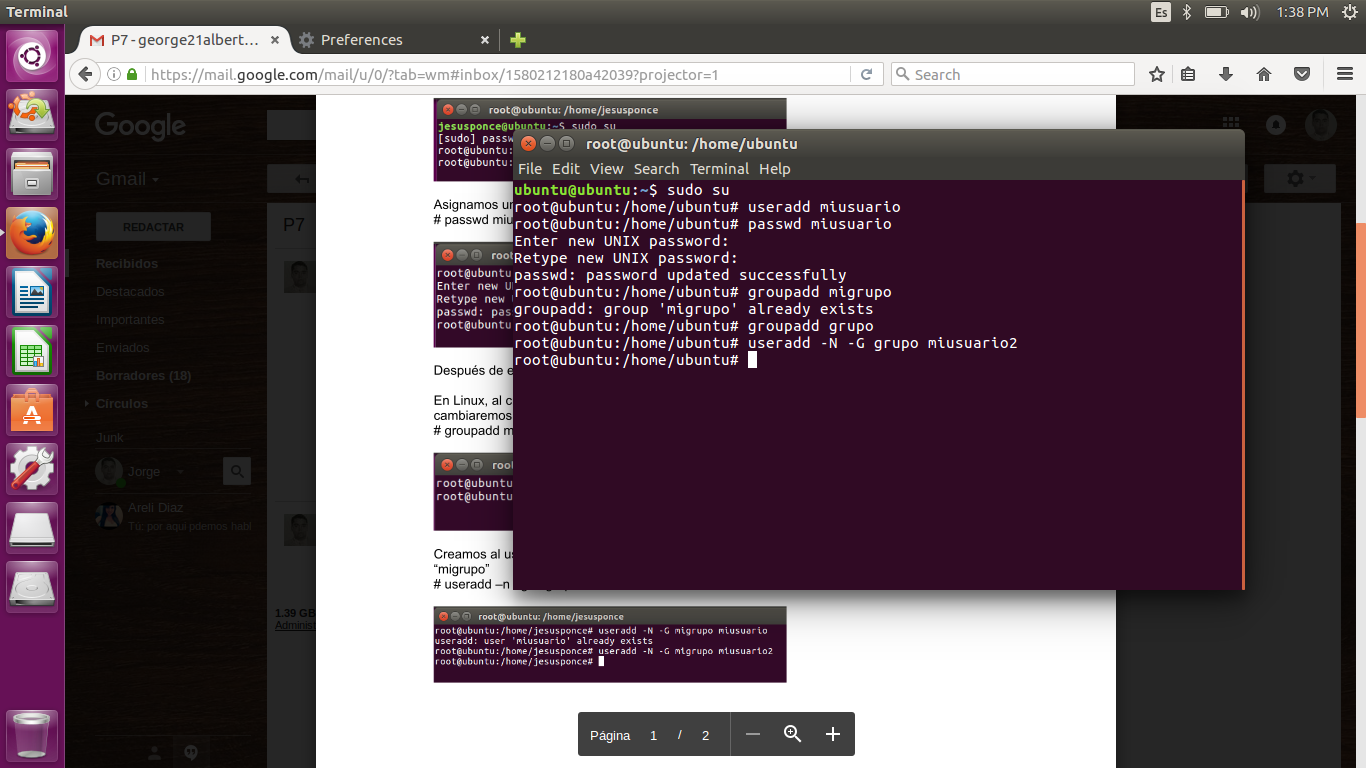 Terminal
Es
1:38 PM
P7 - george21albert...
Preferences
https://mail.google.com/mail/u/0/?tab=wm#inbox/1580212180a42039?projector=1
Search
Google
Gmail
REDACTAR
Recibidos
Destacados
Importantes
Enviados
Borradores (18)
Círculos
Junk
Jorge
Areli Diaz
Tú: por aqui pdemos habl
P7
1.39 GB
Administ
root@ubuntu: /home/jesusponce
jesusponce@ubuntu:~$ sudo su
[sudo] passw
root@ubuntu:
root@ubuntu:
Asignamos un
# passwd miu
root@ubuntu
Enter new U
Retype new
passwd: pas
root@ubuntu
Después de e
En Linux, al c
cambiaremos
# groupadd m
root@ubuntu
root@ubuntu
Creamos al us
“migrupo”
# useradd –n
root@ubuntu: /home/jesusponce
root@ubuntu:/home/jesusponce# useradd -N -G migrupo miusuario
useradd: user 'miusuario' already exists
root@ubuntu:/home/jesusponce# useradd -N -G migrupo miusuario2
root@ubuntu:/home/jesusponce#
root@ubuntu: /home/ubuntu
File Edit View Search Terminal Help
ubuntu@ubuntu:~$ sudo su
root@ubuntu:/home/ubuntu# useradd miusuario
root@ubuntu:/home/ubuntu# passwd miusuario
Enter new UNIX password:
Retype new UNIX password:
passwd: password updated successfully
root@ubuntu:/home/ubuntu# groupadd migrupo
groupadd: group 'migrupo' already exists
root@ubuntu:/home/ubuntu# groupadd grupo
root@ubuntu:/home/ubuntu# useradd -N -G grupo miusuario2
root@ubuntu:/home/ubuntu#
Página 1 / 2